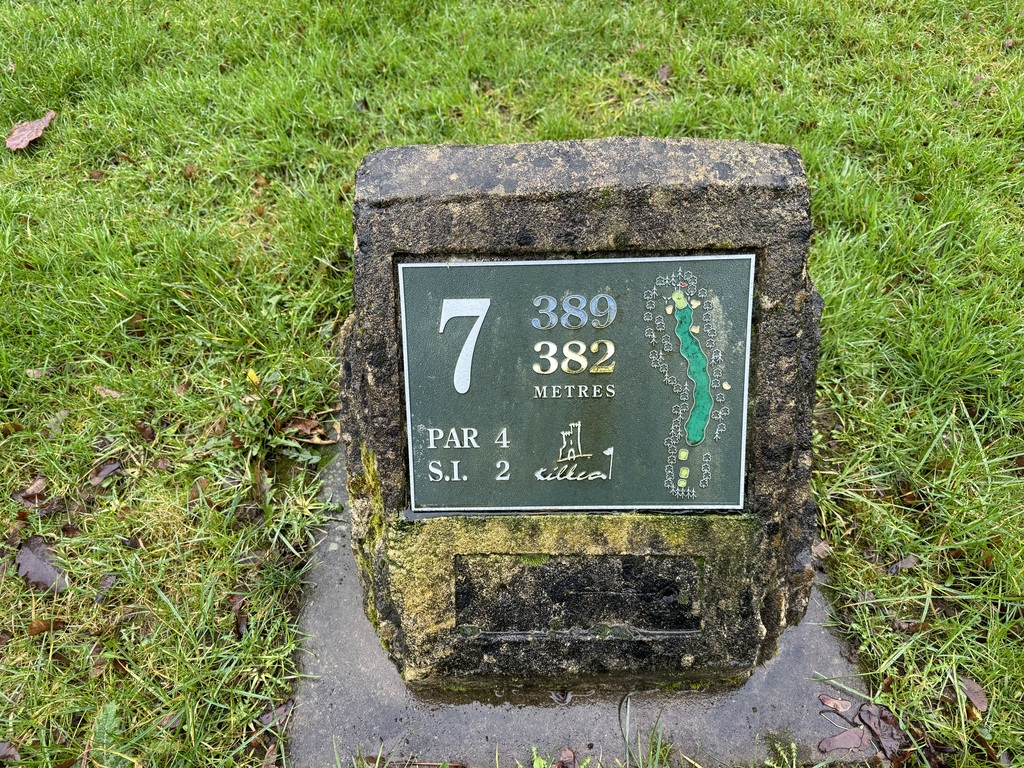 7
389
382
METRES
PAR 4
S.I. 2
killeen